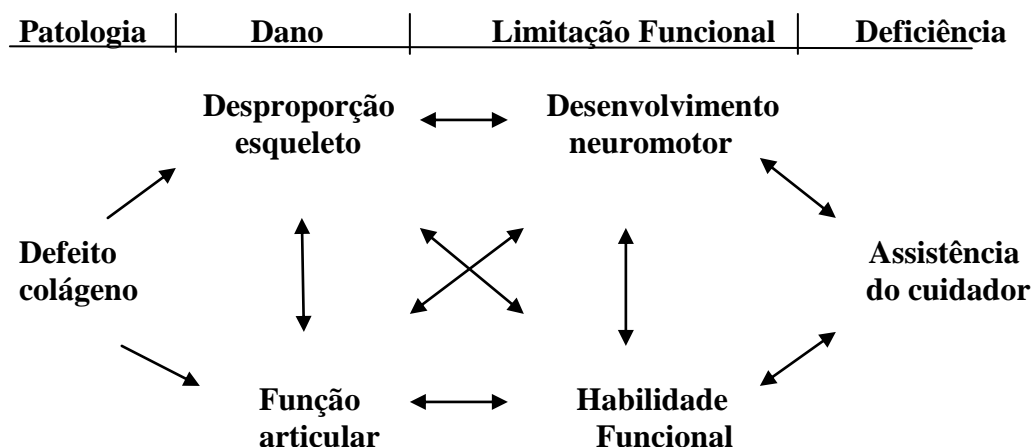 Patologia Dano Limitação Funcional Deficiência
Desproporção
esqueleto
Desenvolvimento
neuromotor
Defeito
colágeno
Assistência
do cuidador
Função
articular
Habilidade
Funcional